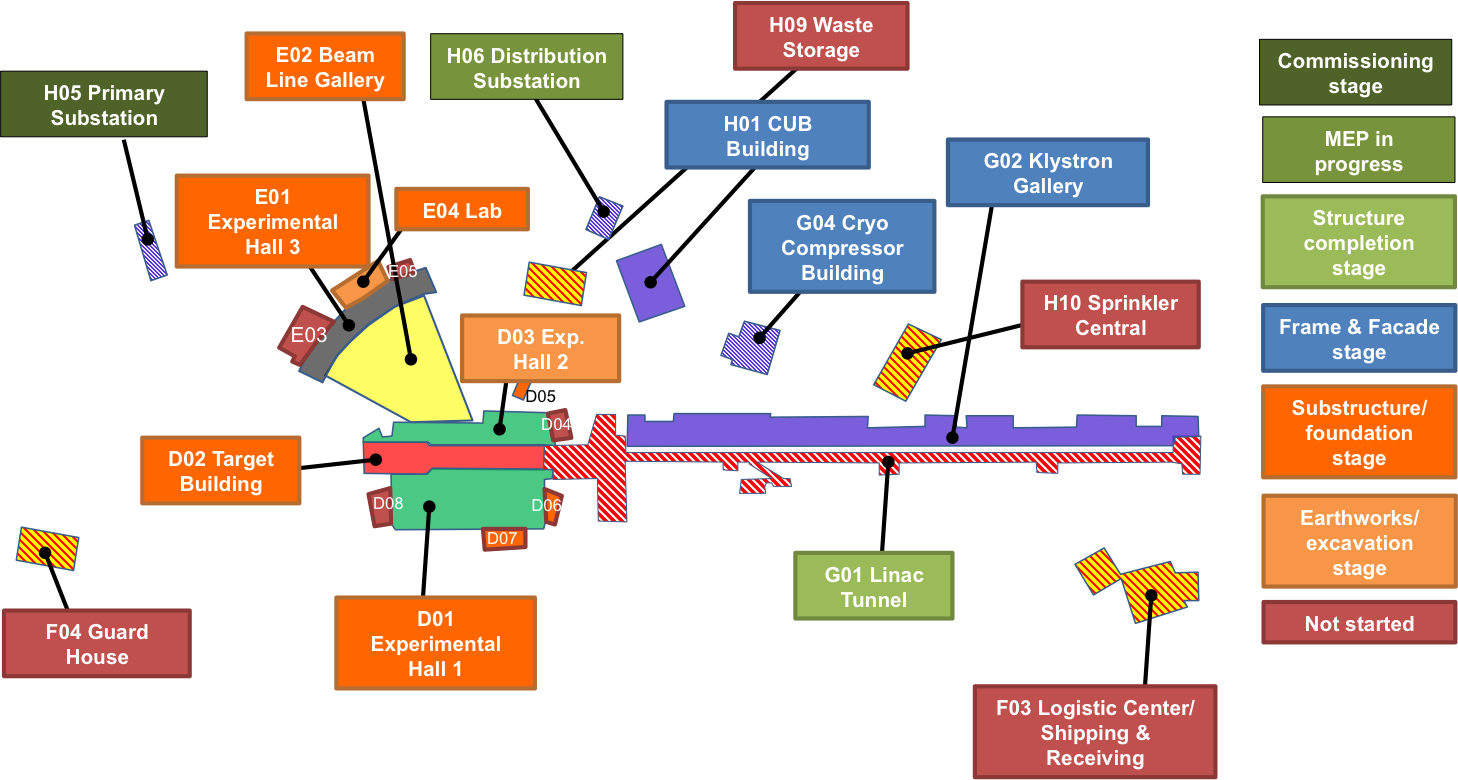 H09 Waste
Storage
E02 Beam
Line Gallery
H06 Distribution
Substation
Commissioning
stage
H05 Primary
Substation
H01 CUB
Building
MEP in
progress
G02 Klystron
Gallery
E01
Experimental
Hall 3
E04 Lab
G04 Cryo
Compressor
Building
Structure
completion
stage
E05
E03
H10 Sprinkler
Central
Frame & Facade
stage
D03 Exp.
Hall 2
D05
D04
Substructure/
foundation
stage
D02 Target
Building
D08
D06
D07
Earthworks/
excavation
stage
G01 Linac
Tunnel
F04 Guard
House
D01
Experimental
Hall 1
Not started
F03 Logistic Center/
Shipping &
Receiving